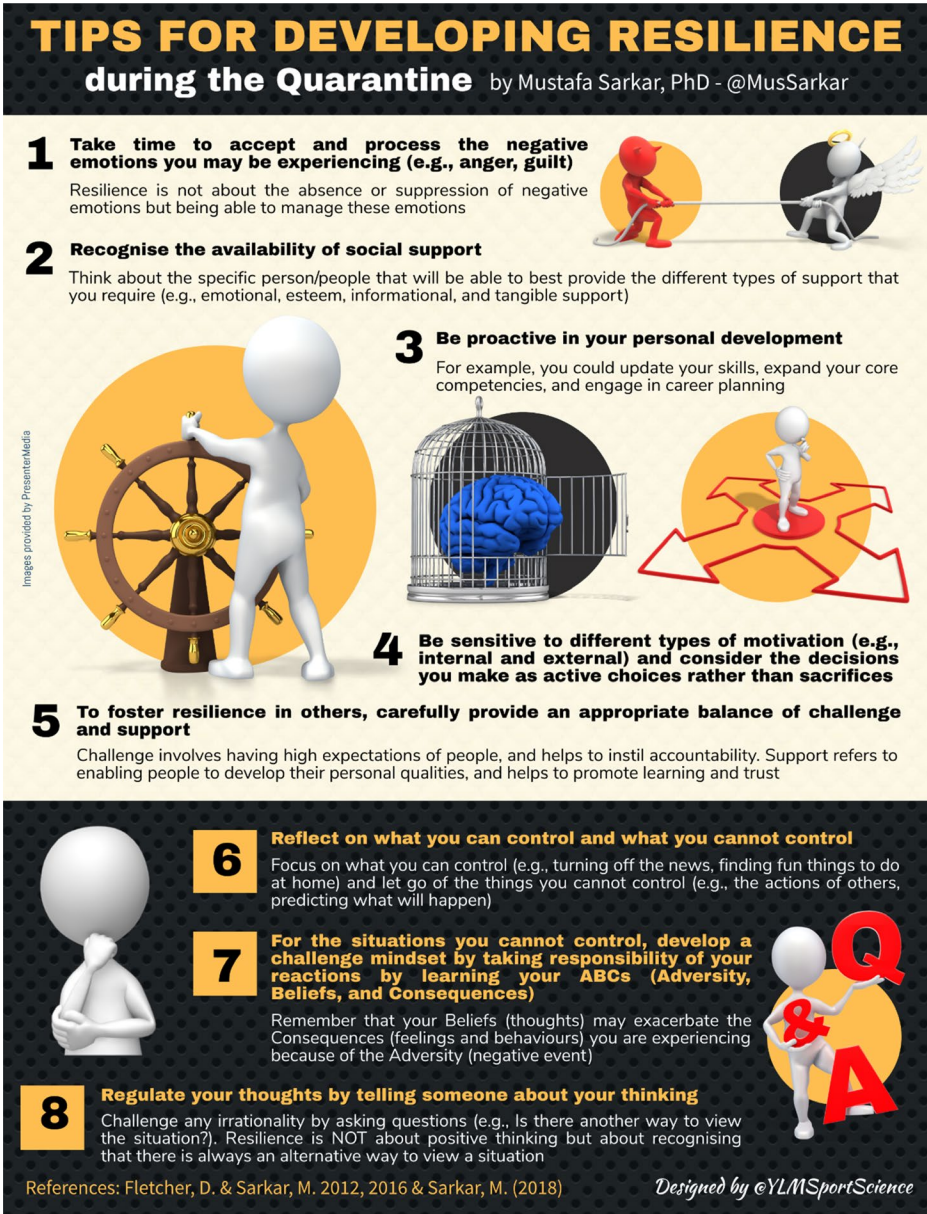 TIPS FOR DEVELOPING RESILIENCE
during the Quarantine by Mustafa Sarkar, PhD - @MusSarkar
1 Take time to accept and process the negative
emotions you may be experiencing (e.g., anger, guilt)
Resilience is not about the absence or suppression of negative
emotions but being able to manage these emotions
2 Recognise the availability of social support
Think about the specific person/people that will be able to best provide the different types of support that
you require (e.g., emotional, esteem, informational, and tangible support)
3 Be proactive in your personal development
For example, you could update your skills, expand your core
competencies, and engage in career planning
Images provided by PresenterMedia
4 Be sensitive to different types of motivation (e.g.,
internal and external) and consider the decisions
you make as active choices rather than sacrifices
5 To foster resilience in others, carefully provide an appropriate balance of challenge
and support
Challenge involves having high expectations of people, and helps to instil accountability. Support refers to
enabling people to develop their personal qualities, and helps to promote learning and trust
6 Reflect on what you can control and what you cannot control
Focus on what you can control (e.g., turning off the news, finding fun things to do
at home) and let go of the things you cannot control (e.g., the actions of others,
predicting what will happen)
7 For the situations you cannot control, develop a
challenge mindset by taking responsibility of your
reactions by learning your ABCs (Adversity,
Beliefs, and Consequences)
Remember that your Beliefs (thoughts) may exacerbate the
Consequences (feelings and behaviours) you are experiencing
because of the Adversity (negative event)
Q
&
A
8 Regulate your thoughts by telling someone about your thinking
Challenge any irrationality by asking questions (e.g., Is there another way to view
the situation?). Resilience is NOT about positive thinking but about recognising
that there is always an alternative way to view a situation
References: Fletcher, D. & Sarkar, M. 2012, 2016 & Sarkar, M. (2018)
Designed by @YLMSportScience